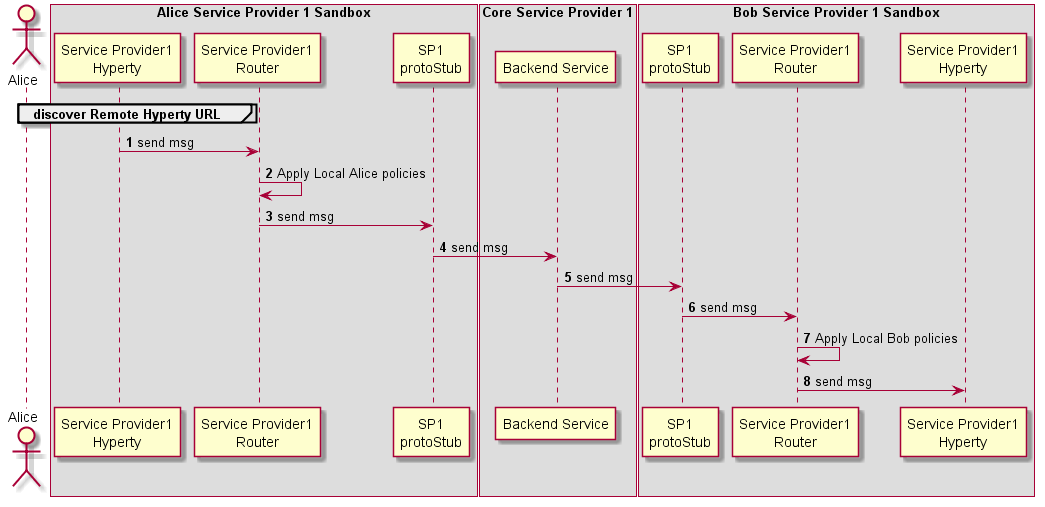 Alice Service Provider 1 Sandbox
Core Service Provider 1
Bob Service Provider 1 Sandbox
Alice
Service Provider1
Hyperty
Service Provider1
Router
SP1
protoStub
Backend Service
SP1
protoStub
Service Provider1
Router
Service Provider1
Hyperty
discover Remote Hyperty URL
1 send msg
2 Apply Local Alice policies
3 send msg
4 send msg
5 send msg
6 send msg
7 Apply Local Bob policies
8 send msg
Alice
Service Provider1
Hyperty
Service Provider1
Router
SP1
protoStub
Backend Service
SP1
protoStub
Service Provider1
Router
Service Provider1
Hyperty